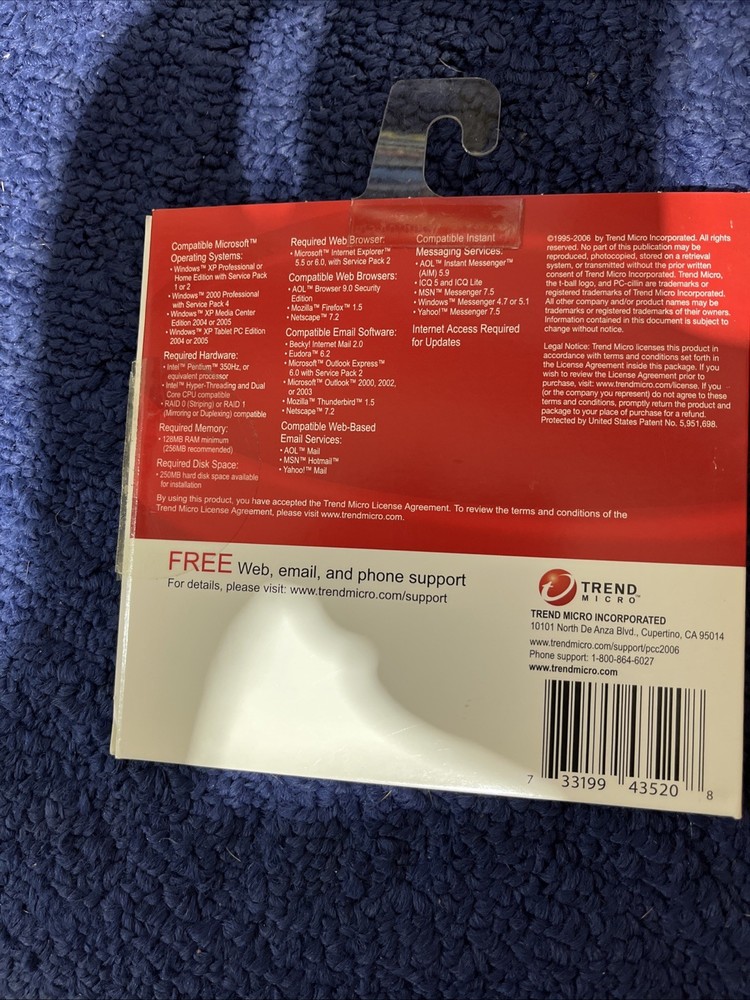 Compatible Microsoft™
Operating Systems:
• Windows™ XP Professional or
Home Edition with Service Pack
1 or 2
• Windows™ 2000 Professional
with Service Pack 4
• Windows™ XP Media Center
Edition 2004 or 2005
• Windows™ XP Tablet PC Edition
2004 or 2005
Required Hardware:
• Intel™ Pentium™ 350Hz, or
equivalent processor
• Intel™ Hyper-Threading and Dual
Core CPU compatible
• RAID 0 (Striping) or RAID 1
(Mirroring or Duplexing) compatible
Required Memory:
• 128MB RAM minimum
(256MB recommended)
Required Disk Space:
• 250MB hard disk space available
for installation
Required Web Browser:
• Microsoft™ Internet Explorer™
5.5 or 6.0, with Service Pack 2
Compatible Web Browsers:
• AOL™ Browser 9.0 Security
Edition
• Mozilla™ Firefox™ 1.5
• Netscape™ 7.2
Compatible Email Software:
• Becky! Internet Mail 2.0
• Eudora™ 6.2
• Microsoft™ Outlook Express™
6.0 with Service Pack 2
• Microsoft™ Outlook™ 2000, 2002,
or 2003
• Mozilla™ Thunderbird™ 1.5
• Netscape™ 7.2
Compatible Web-Based
Email Services:
• AOL™ Mail
• MSN™ Hotmail™
• Yahoo!™ Mail
Compatible Instant
Messaging Services:
• AOL™ Instant Messenger™
(AIM) 5.9
• ICQ 5 and ICQ Lite
• MSN™ Messenger 7.5
• Windows™ Messenger 4.7 or 5.1
• Yahoo!™ Messenger 7.5
Internet Access Required
for Updates
©1995-2006 by Trend Micro Incorporated. All rights
reserved. No part of this publication may be
reproduced, photocopied, stored on a retrieval
system, or transmitted without the prior written
consent of Trend Micro Incorporated. Trend Micro,
the t-ball logo, and PC-cillin are trademarks or
registered trademarks of Trend Micro Incorporated.
All other company and/or product names may be
trademarks or registered trademarks of their owners.
Information contained in this document is subject to
change without notice.
Legal Notice: Trend Micro licenses this product in
accordance with terms and conditions set forth in
the License Agreement inside this package. If you
wish to review the License Agreement prior to
purchase, visit: www.trendmicro.com/license. If you
(or the company you represent) do not agree to these
terms and conditions, promptly return the product and
package to your place of purchase for a refund.
Protected by United States Patent No. 5,951,698.
By using this product, you have accepted the Trend Micro License Agreement. To review the terms and conditions of the
Trend Micro License Agreement, please visit www.trendmicro.com.
FREE Web, email, and phone support
For details, please visit: www.trendmicro.com/support
TREND
MICRO™
TREND MICRO INCORPORATED
10101 North De Anza Blvd., Cupertino, CA 95014
www.trendmicro.com/support/pcc2006
Phone support: 1-800-864-6027
www.trendmicro.com
7 33199 43520 8